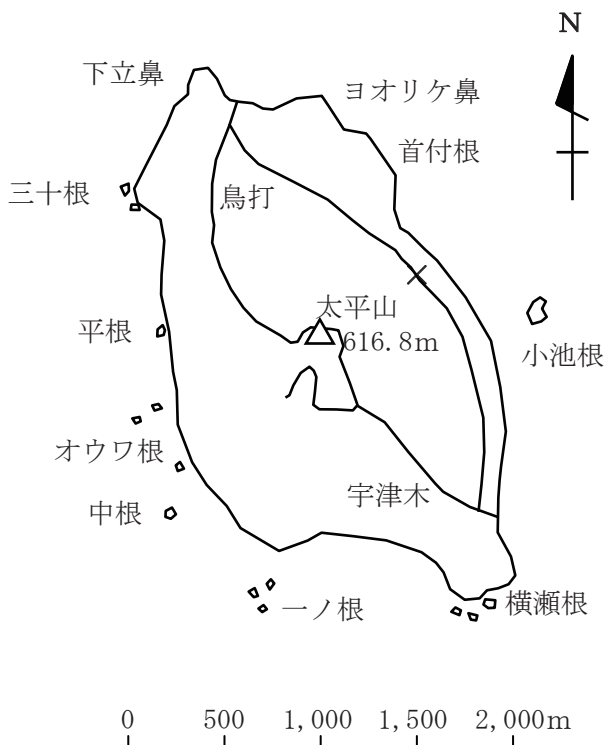 N
下立鼻
ヨオリケ鼻
首付根
三十根
鳥打
太平山
616.8m
平根
小池根
オウワ根
宇津木
中根
一ノ根
横瀬根
0 500 1,000 1,500 2,000m